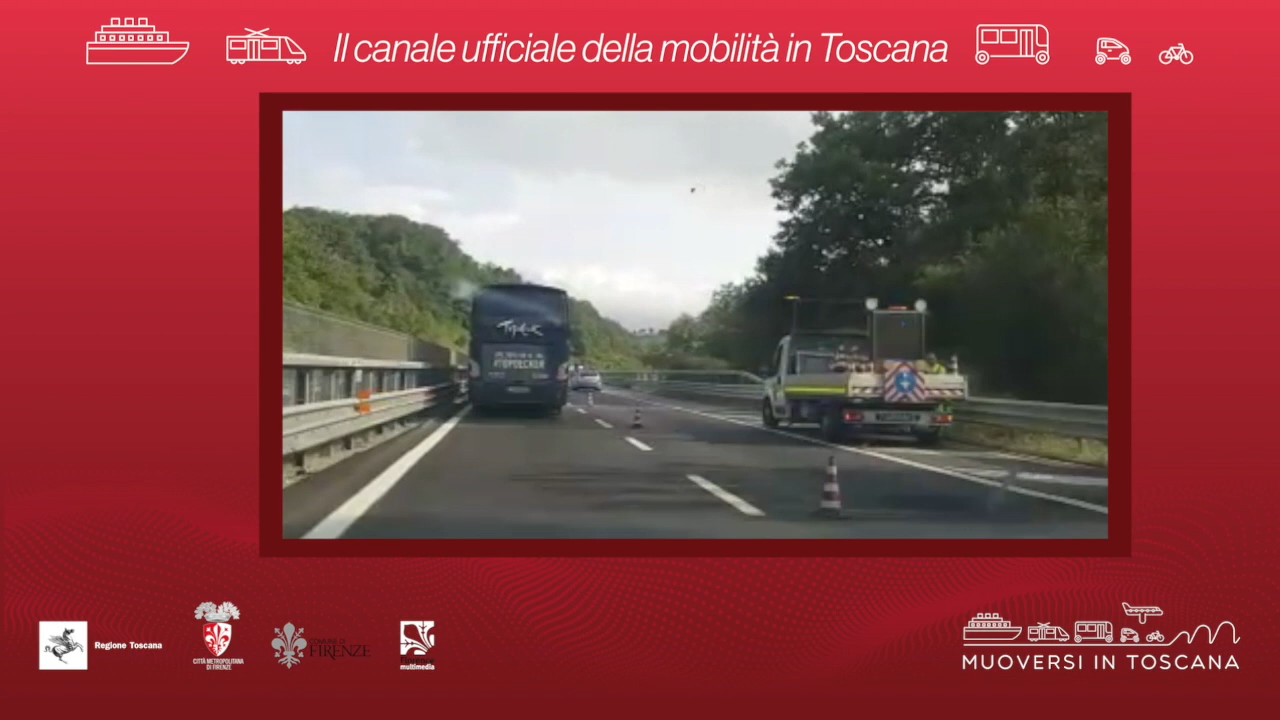 Il canale ufficiale della mobilità in Toscana
#TOPDECKER
Regione Toscana
CITTÀ METROPOLITANA
DI FIRENZE
COMUNE DI
FIRENZE
multimedia
MUOVERSI IN TOSCANA